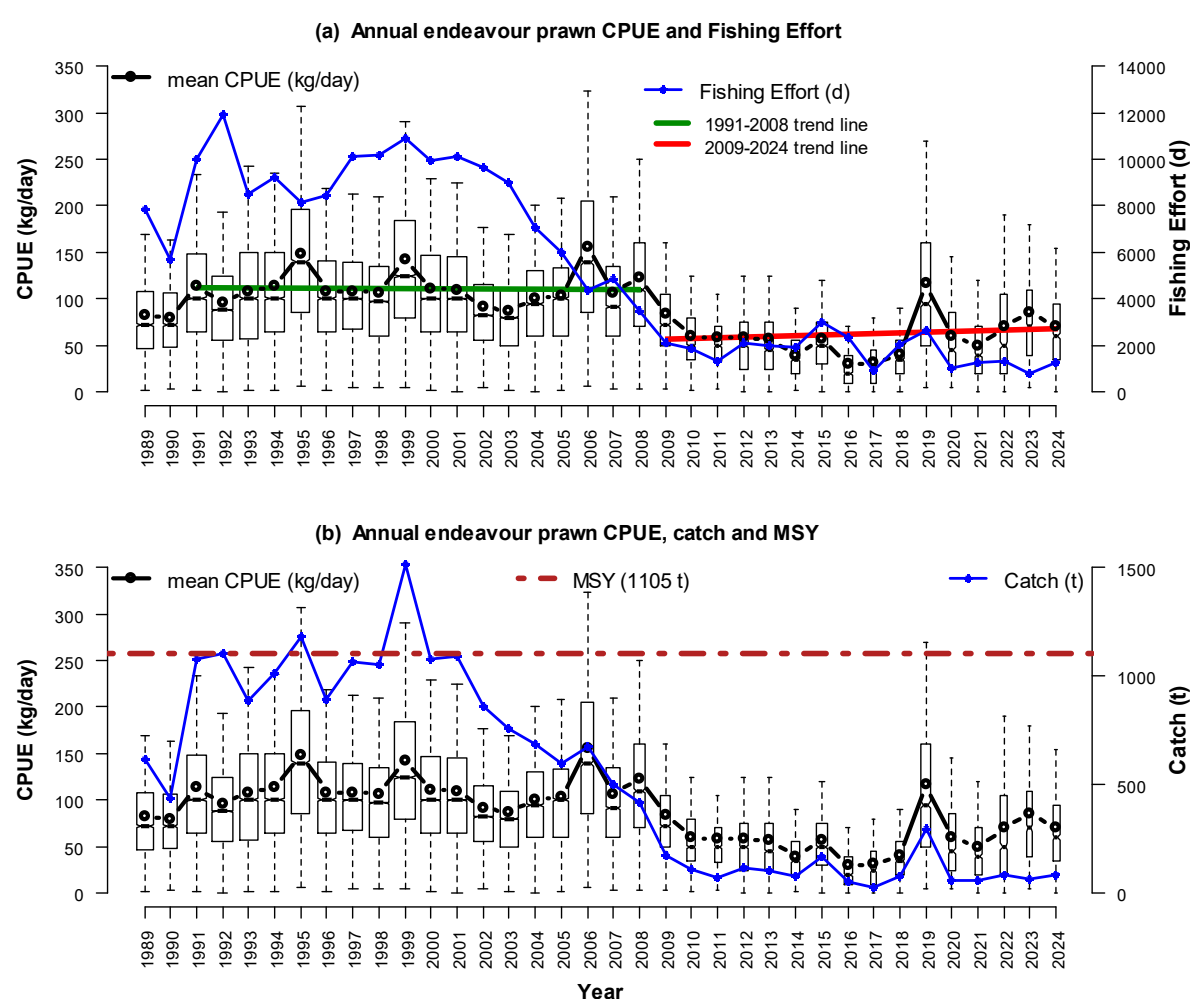 (a) Annual endeavour prawn CPUE and Fishing Effort
mean CPUE (kg/day)
Fishing Effort (d)
1991-2008 trend line
2009-2024 trend line
CPUE (kg/day)
350
300
250
200
150
100
50
0
14000
12000
10000
8000
6000
4000
2000
0
Fishing Effort (d)
1989 1990 1991 1992 1993 1994 1995 1996 1997 1998 1999 2000 2001 2002 2003 2004 2005 2006 2007 2008 2009 2010 2011 2012 2013 2014 2015 2016 2017 2018 2019 2020 2021 2022 2023 2024
(b) Annual endeavour prawn CPUE, catch and MSY
mean CPUE (kg/day)
MSY (1105 t)
Catch (t)
CPUE (kg/day)
350
300
250
200
150
100
50
0
1500
1000
500
0
Catch (t)
1989 1990 1991 1992 1993 1994 1995 1996 1997 1998 1999 2000 2001 2002 2003 2004 2005 2006 2007 2008 2009 2010 2011 2012 2013 2014 2015 2016 2017 2018 2019 2020 2021 2022 2023 2024
Year